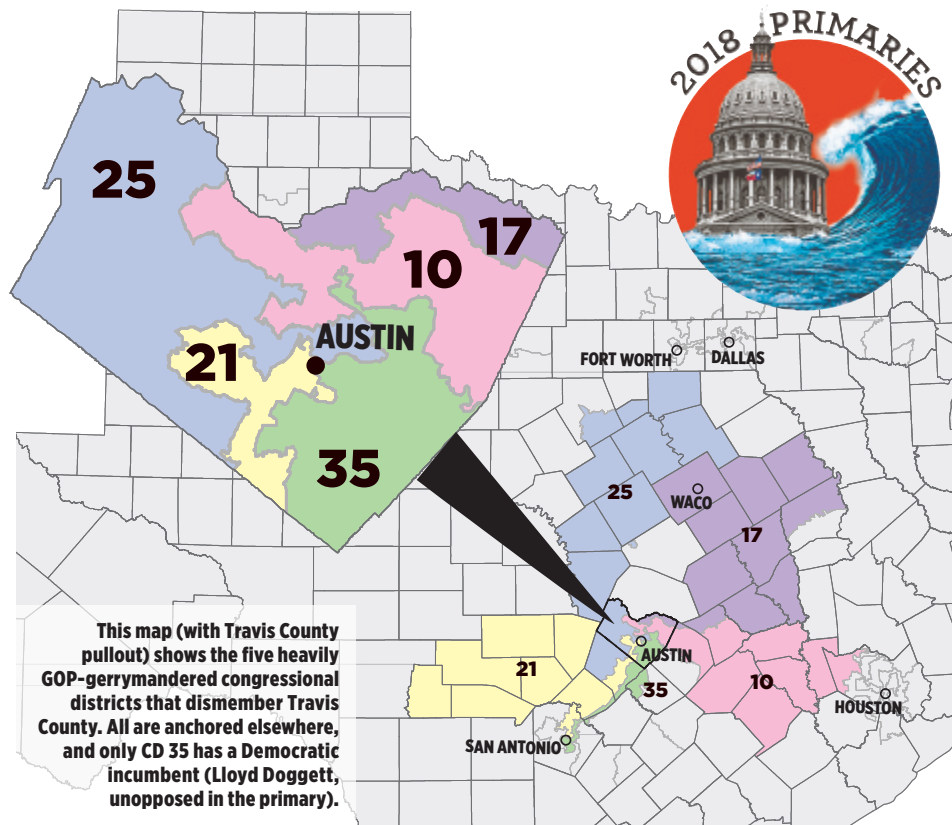 2018 PRIMARIES
25
17
10
AUSTIN
21
35
FORT WORTH
DALLAS
25
WACO
17
AUSTIN
21
35
10
HOUSTON
SAN ANTONIO
This map (with Travis County
pullout) shows the five heavily
GOP-gerrymandered congressional
districts that dismember Travis
County. All are anchored elsewhere,
and only CD 35 has a Democratic
incumbent (Lloyd Doggett,
unopposed in the primary).